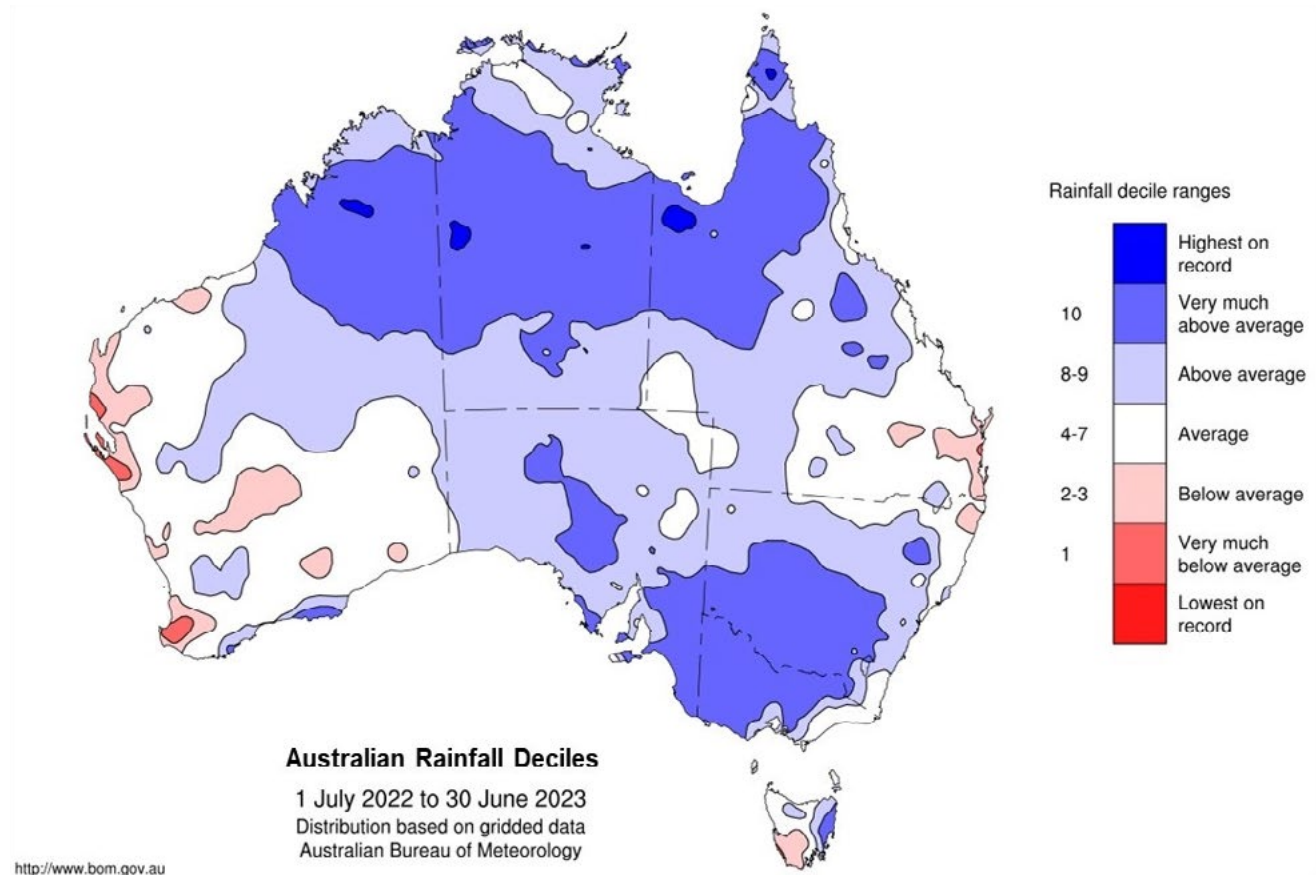 Rainfall decile ranges
Highest on
record
10
Very much
above average
8-9
Above average
4-7
Average
2-3
Below average
1
Very much
below average
Lowest on
record
Australian Rainfall Deciles
1 July 2022 to 30 June 2023
Distribution based on gridded data
Australian Bureau of Meteorology
http://www.bom.gov.au